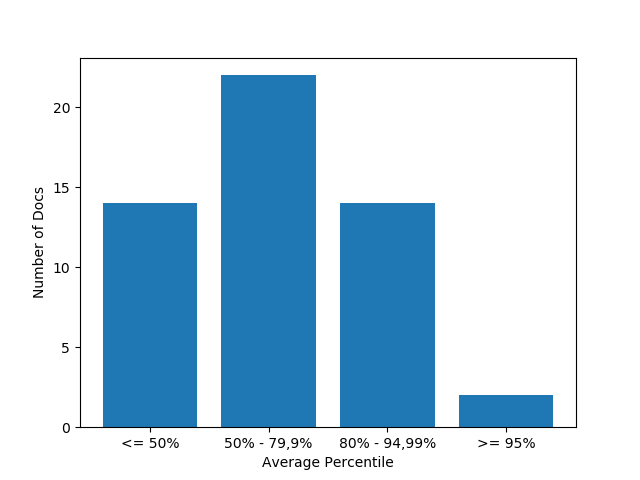 20
15
10
5
0
Number of Docs
<= 50%
50% - 79,9%
80% - 94,99%
>= 95%
Average Percentile